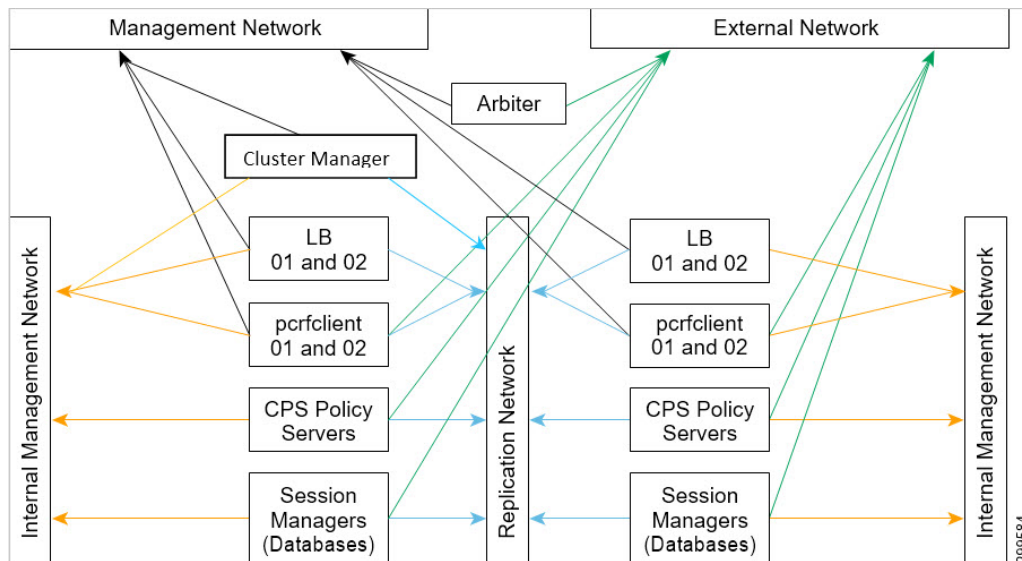 Management Network
External Network
Arbiter
Cluster Manager
Internal Management Network
LB
01 and 02
pcrfclient
01 and 02
CPS Policy
Servers
Session
Managers
(Databases)
Replication Network
LB
01 and 02
pcrfclient
01 and 02
CPS Policy
Servers
Session
Managers
(Databases)
Internal Management Network